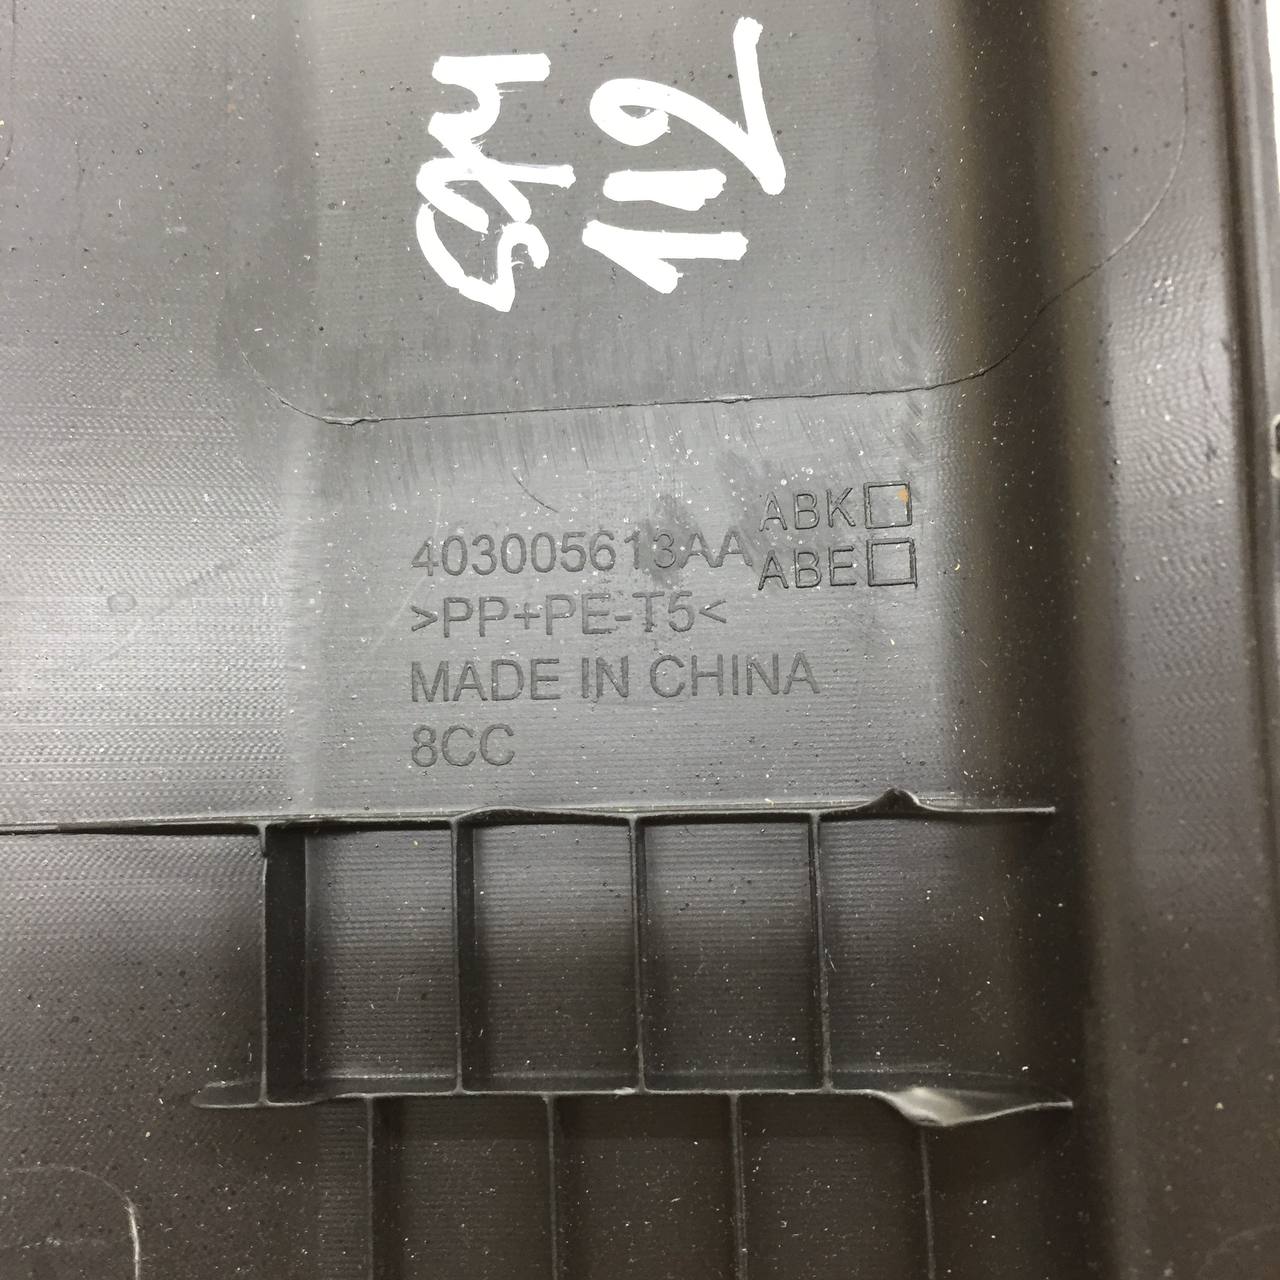 112
403005613AA
ABK
ABE
>PP+PE-T5<
MADE IN CHINA
8CC